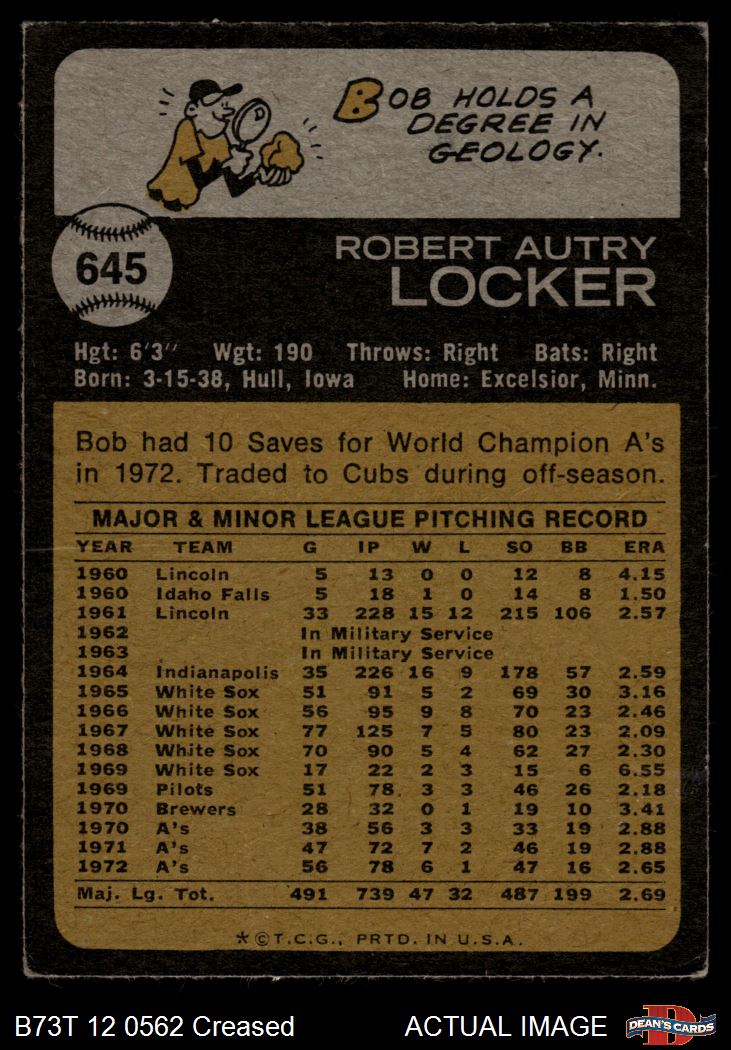 BOB HOLDS A
DEGREE IN
GEOLOGY.
645
ROBERT AUTRY
LOCKER
Hgt: 6'3" Wgt: 190 Throws: Right Bats: Right
Born: 3-15-38, Hull, Iowa Home: Excelsior, Minn.
Bob had 10 Saves for World Champion A's
in 1972. Traded to Cubs during off-season.
MAJOR & MINOR LEAGUE PITCHING RECORD
YEAR TEAM G IP W L SO BB ERA
1960 Lincoln 5 13 0 0 12 8 4.15
1960 Idaho Falls 5 18 1 0 14 8 1.50
1961 Lincoln 33 228 15 12 215 106 2.57
1962 In Military Service
1963 In Military Service
1964 Indianapolis 35 226 16 9 178 57 2.59
1965 White Sox 51 91 5 2 69 30 3.16
1966 White Sox 56 95 9 8 70 23 2.46
1967 White Sox 77 125 7 5 80 23 2.09
1968 White Sox 70 90 5 4 62 27 2.30
1969 White Sox 17 22 2 3 15 6 6.55
1969 Pilots 51 78 3 3 46 26 2.18
1970 Brewers 28 32 0 1 19 10 3.41
1970 A's 38 56 3 3 33 19 2.88
1971 A's 47 72 7 2 46 19 2.88
1972 A's 56 78 6 1 47 16 2.65
Maj. Lg. Tot. 491 739 47 32 487 199 2.69
*©T.C.G., PRTD. IN U.S.A.
B73T 12 0562 Creased ACTUAL IMAGE DEAN'S CARDS